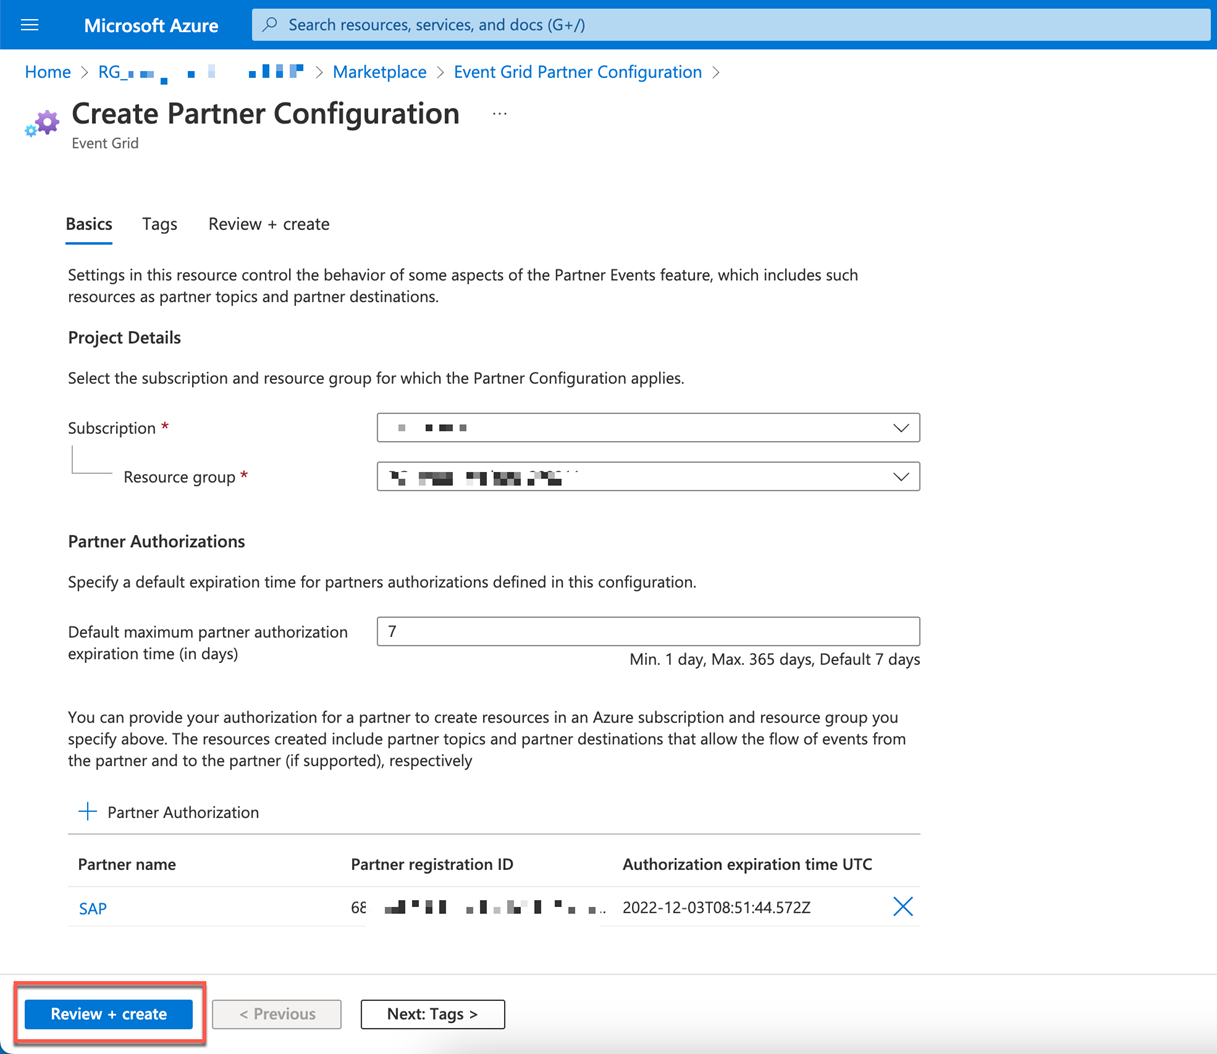 Microsoft Azure
Search resources, services, and docs (G+/)
Home > RG_ > Marketplace > Event Grid Partner Configuration >
Create Partner Configuration ...
Event Grid
Basics Tags Review + create
Settings in this resource control the behavior of some aspects of the Partner Events feature, which includes such
resources as partner topics and partner destinations.
Project Details
Select the subscription and resource group for which the Partner Configuration applies.
Subscription *
Resource group *
Partner Authorizations
Specify a default expiration time for partners authorizations defined in this configuration.
Default maximum partner authorization
expiration time (in days)
7
Min. 1 day, Max. 365 days, Default 7 days
You can provide your authorization for a partner to create resources in an Azure subscription and resource group you
specify above. The resources created include partner topics and partner destinations that allow the flow of events from
the partner and to the partner (if supported), respectively
+ Partner Authorization
Partner name Partner registration ID Authorization expiration time UTC
SAP 68 .. 2022-12-03T08:51:44.572Z
Review + create < Previous Next: Tags >